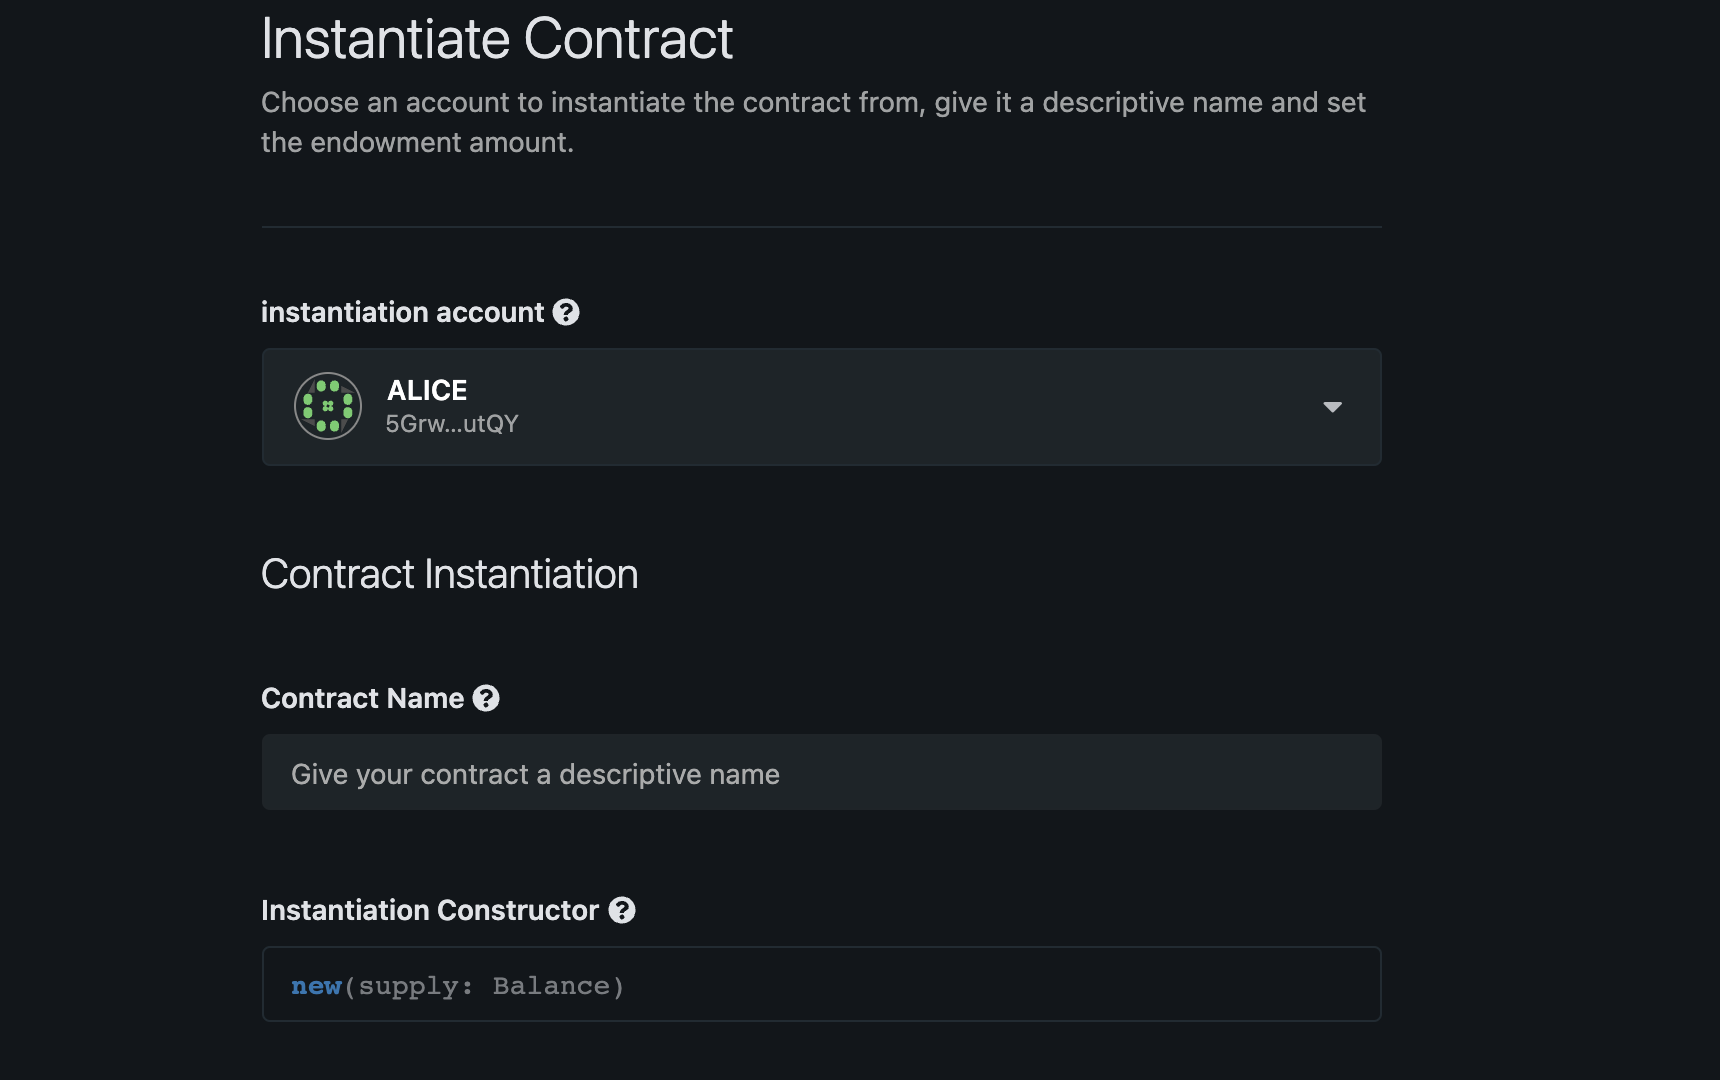 Instantiate Contract
Choose an account to instantiate the contract from, give it a descriptive name and set
the endowment amount.
instantiation account
ALICE
5Grw...utQY
Contract Instantiation
Contract Name
Give your contract a descriptive name
Instantiation Constructor
new(supply: Balance)